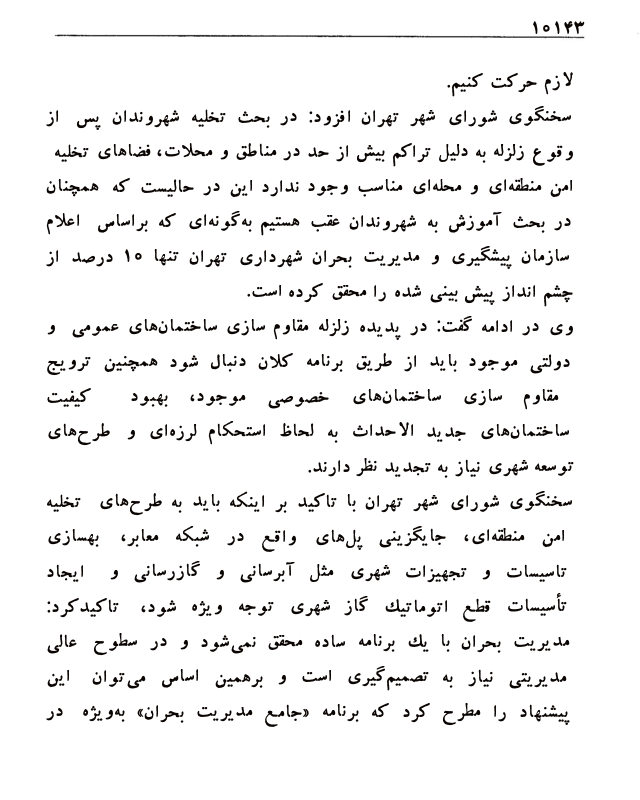 ۱۰۱۴۳
لازم حرکت کنیم.
سخنگوی شورای شهر تهران افزود: در بحث تخلیه شهروندان پس از
وقوع زلزله به دلیل تراکم بیش از حد در مناطق و محلات، فضاهای تخلیه
امن منطقه‌ای و محله‌ای مناسب وجود ندارد این در حالیست که همچنان
در بحث آموزش به شهروندان عقب هستیم به‌گونه‌ای که براساس اعلام
سازمان پیشگیری و مدیریت بحران شهرداری تهران تنها ۱۰ درصد از
چشم انداز پیش بینی شده را محقق کرده است.
وی در ادامه گفت: در پدیده زلزله مقاوم سازی ساختمان‌های عمومی و
دولتی موجود باید از طریق برنامه کلان دنبال شود همچنین ترویج
مقاوم سازی ساختمان‌های خصوصی موجود، بهبود کیفیت
ساختمان‌های جدید الاحداث به لحاظ استحکام لرزه‌ای و طرح‌های
توسعه شهری نیاز به تجدید نظر دارند.
سخنگوی شورای شهر تهران با تاکید بر اینکه باید به طرح‌های تخلیه
امن منطقه‌ای، جایگزینی پل‌های واقع در شبکه معابر، بهسازی
تاسیسات و تجهیزات شهری مثل آبرسانی و گازرسانی و ایجاد
تأسیسات قطع اتوماتیك گاز شهری توجه ویژه شود، تاکیدکرد:
مدیریت بحران با یك برنامه ساده محقق نمی‌شود و در سطوح عالی
مدیریتی نیاز به تصمیم‌گیری است و برهمین اساس می‌توان این
پیشنهاد را مطرح کرد که برنامه «جامع مدیریت بحران» به‌ویژه در